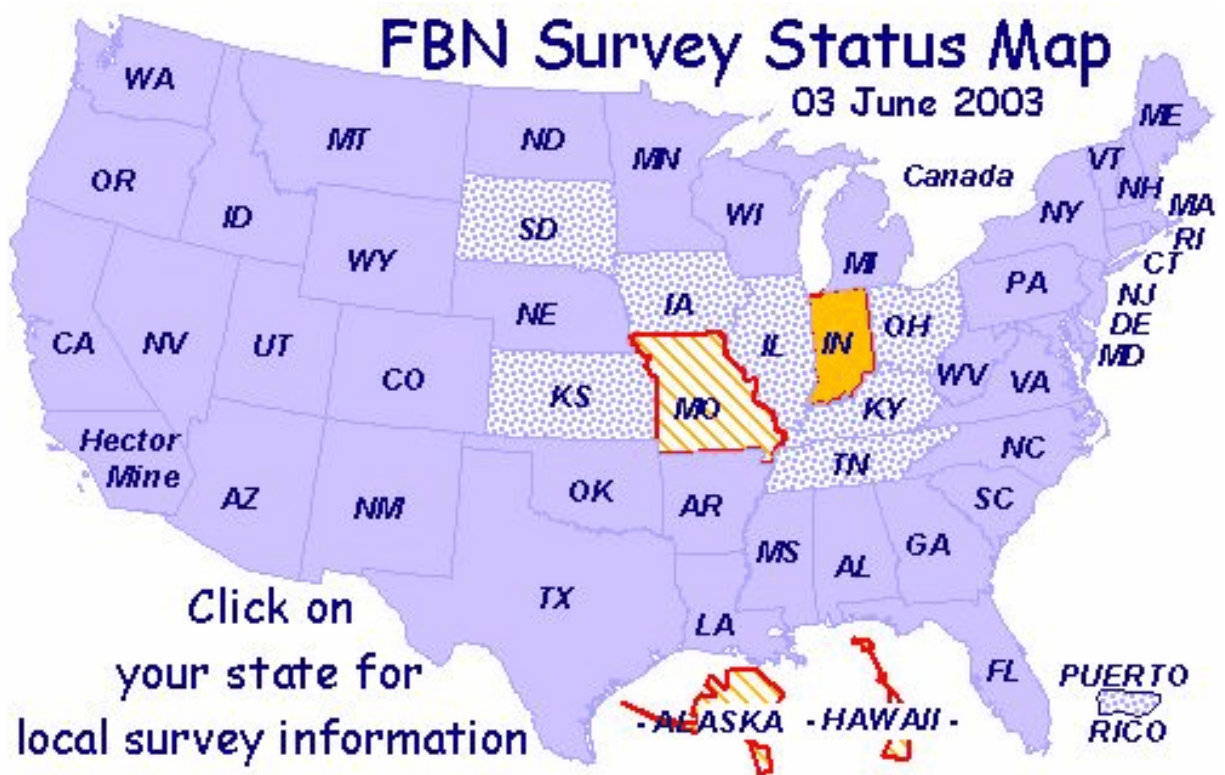 FBN Survey Status Map
03 June 2003
WA
MT
ND
MN
ME
VT
OR
ID
SD
WI
Canada
NH
NY
MA
RI
WY
MI
CT
PA
NE
IA
NJ
OH
DE
CA
NV
UT
IL
IN
MD
CO
WV
VA
KS
MO
KY
Hector
Mine
NC
TN
AZ
NM
OK
AR
SC
MS
AL
GA
TX
LA
Click on
your state for
local survey information
FL
PUERTO
RICO
- ALASKA -
- HAWAII -